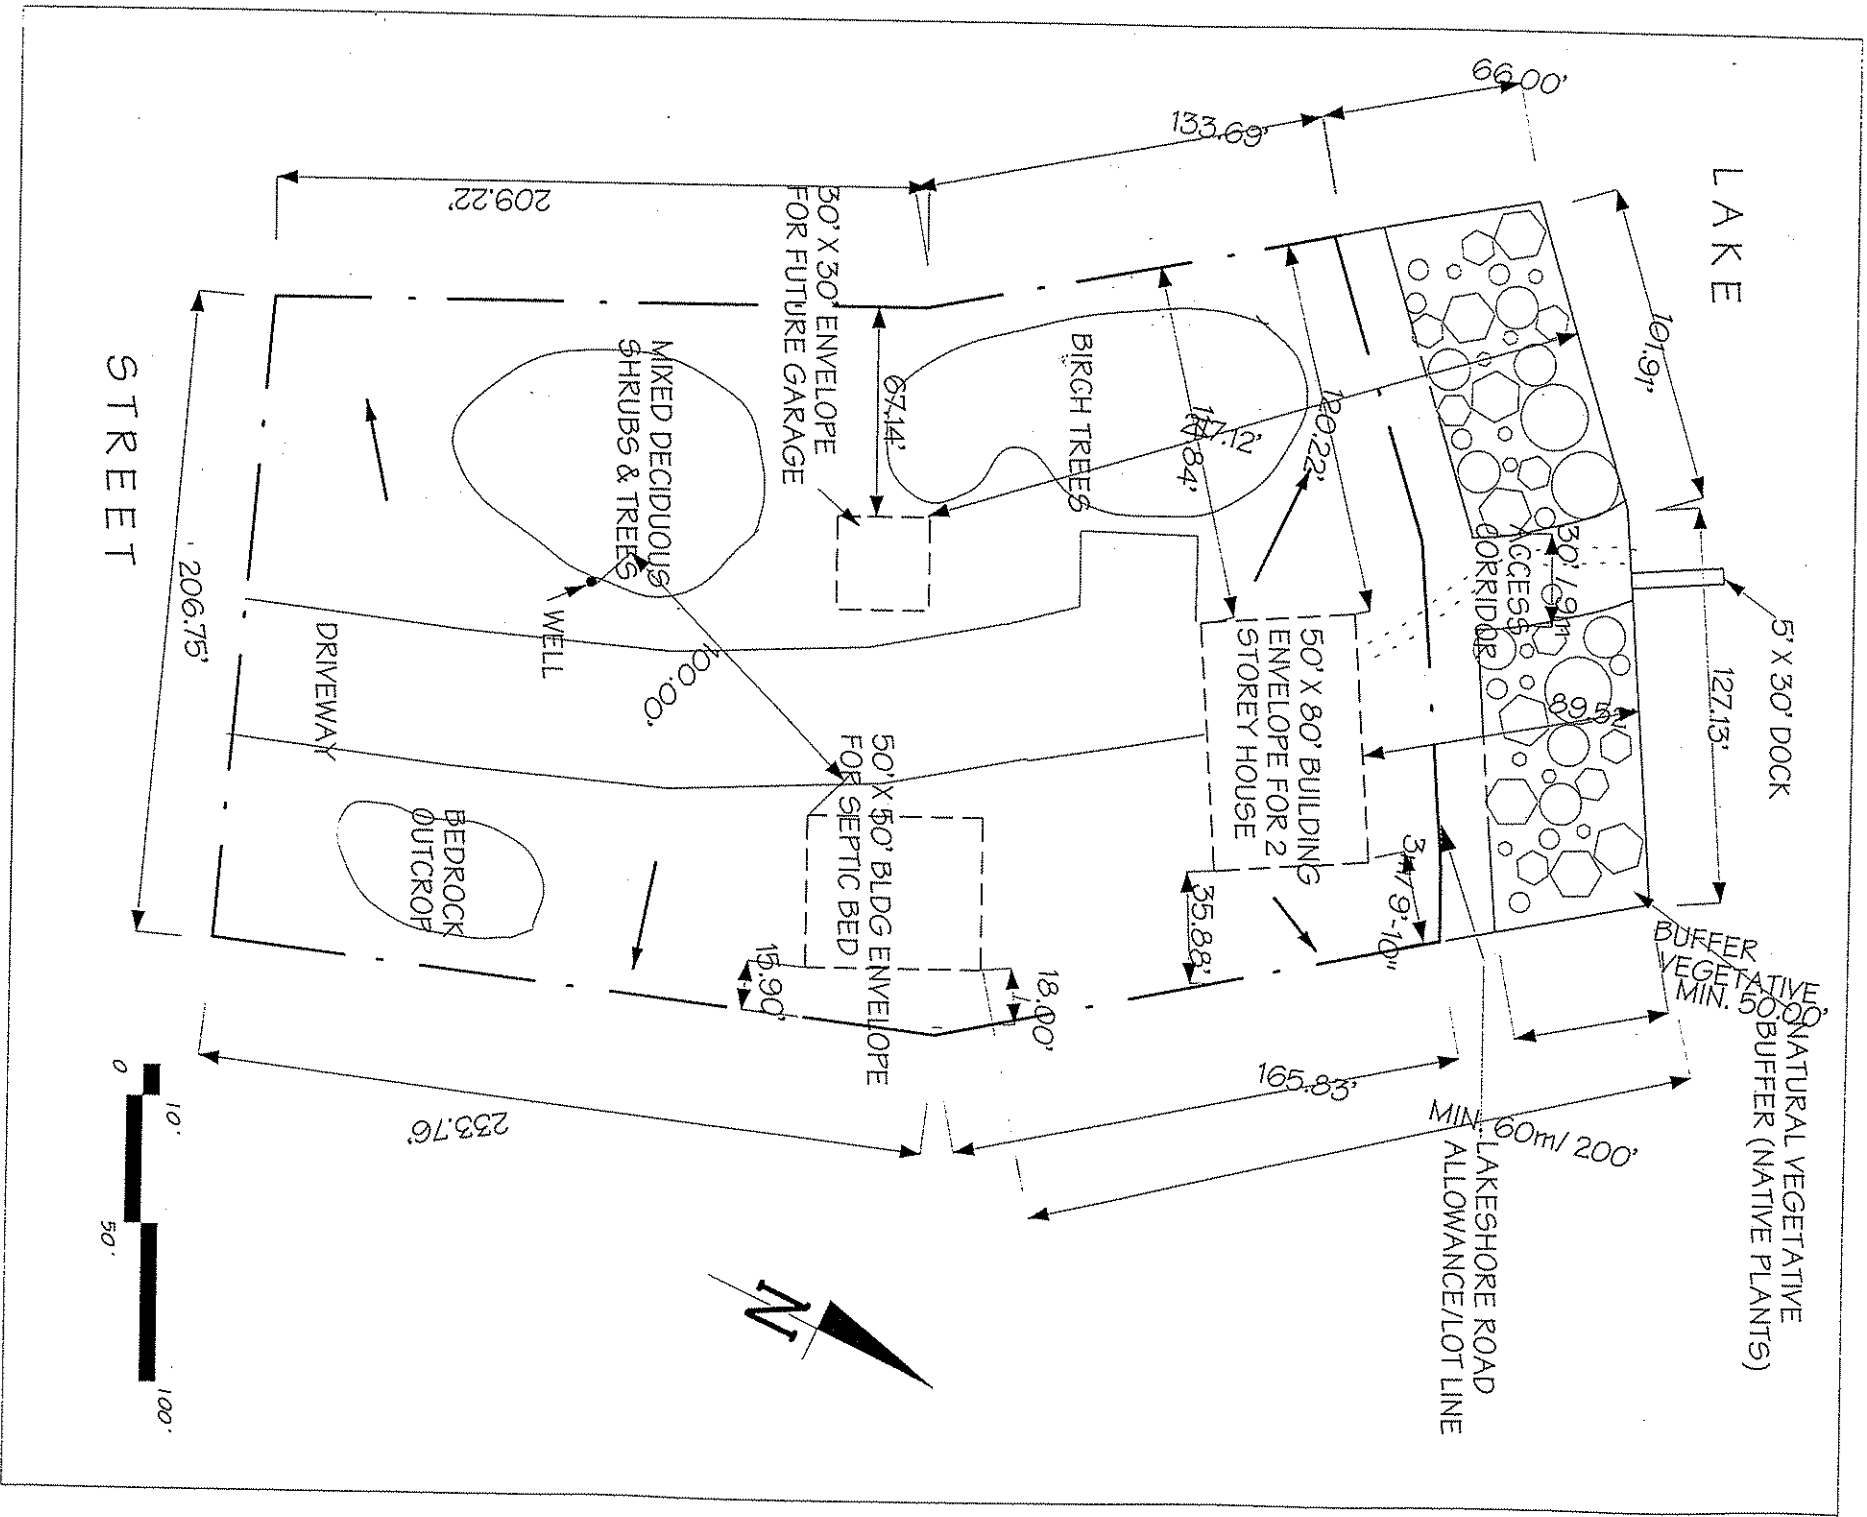 LAKE
66.00'
133.69'
209.22'
101.91'
30' X 30' ENVELOPE
FOR FUTURE GARAGE
67.14'
BIRCH TREES
120.22'
MIXED DECIDUOUS
SHRUBS & TREES
STREET
206.75'
30' / 9m
ACCESS
CORRIDOR
5' X 30' DOCK
127.13'
89.52'
WELL
DRIVEWAY
100.00'
50' X 80' BUILDING
ENVELOPE FOR 2
STOREY HOUSE
50' X 50' BLDG ENVELOPE
FOR SEPTIC BED
BEDROCK
OUTCROP
35.88'
15.90'
18.00'
BUFFER
VEGETATIVE
MIN. 50.00'
NATURAL VEGETATIVE
BUFFER (NATIVE PLANTS)
165.83'
233.76'
MIN. 60m/ 200'
LAKESHORE ROAD
ALLOWANCE/LOT LINE
N
0
10'
50'
100'